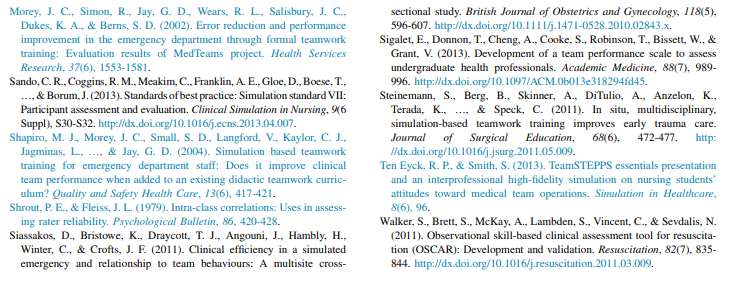 Morey, J. C., Simon, R., Jay, G. D., Wears, R. L., Salisbury, J. C.,
Dukes, K. A., & Berns, S. D. (2002). Error reduction and performance
improvement in the emergency department through formal teamwork
training: Evaluation results of MedTeams project. Health Services
Research, 37(6), 1553-1581.
Sando, C. R., Coggins, R. M., Meakim, C., Franklin, A. E., Gloe, D., Boese, T.,
..., & Borum, J. (2013). Standards of best practice: Simulation standard VII:
Participant assessment and evaluation. Clinical Simulation in Nursing, 9(6
Suppl), S30-S32. http://dx.doi.org/10.1016/j.ecns.2013.04.007.
Shapiro, M. J., Morey, J. C., Small, S. D., Langford, V., Kaylor, C. J.,
Jagminas, L., ..., & Jay, G. D. (2004). Simulation based teamwork
training for emergency department staff: Does it improve clinical
team performance when added to an existing didactic teamwork curric-
ulum? Quality and Safety Health Care, 13(6), 417-421.
Shrout, P. E., & Fleiss, J. L. (1979). Intra-class correlations: Uses in assess-
ing rater reliability. Psychological Bulletin, 86, 420-428.
Siassakos, D., Bristowe, K., Draycott, T. J., Angouni, J., Hambly, H.,
Winter, C., & Crofts, J. F. (2011). Clinical efficiency in a simulated
emergency and relationship to team behaviours: A multisite cross-
sectional study. British Journal of Obstetrics and Gynecology, 118(5),
596-607. http://dx.doi.org/10.1111/j.1471-0528.2010.02843.x.
Sigalet, E., Donnon, T., Cheng, A., Cooke, S., Robinson, T., Bissett, W., &
Grant, V. (2013). Development of a team performance scale to assess
undergraduate health professionals. Academic Medicine, 88(7), 989-
996. http://dx.doi.org/10.1097/ACM.0b013e318294fd45.
Steinemann, S., Berg, B., Skinner, A., DiTulio, A., Anzelon, K.,
Terada, K., ..., & Speck, C. (2011). In situ, multidisciplinary,
simulation-based teamwork training improves early trauma care.
Journal of Surgical Education, 68(6), 472-477. http:
//dx.doi.org/10.1016/j.jsurg.2011.05.009.
Ten Eyck, R. P., & Smith, S. (2013). TeamSTEPPS essentials presentation
and an interprofessional high-fidelity simulation on nursing students'
attitudes toward medical team operations. Simulation in Healthcare,
8(6), 96.
Walker, S., Brett, S., McKay, A., Lambden, S., Vincent, C., & Sevdalis, N.
(2011). Observational skill-based clinical assessment tool for resuscita-
tion (OSCAR): Development and validation. Resuscitation, 82(7), 835-
844. http://dx.doi.org/10.1016/j.resuscitation.2011.03.009.